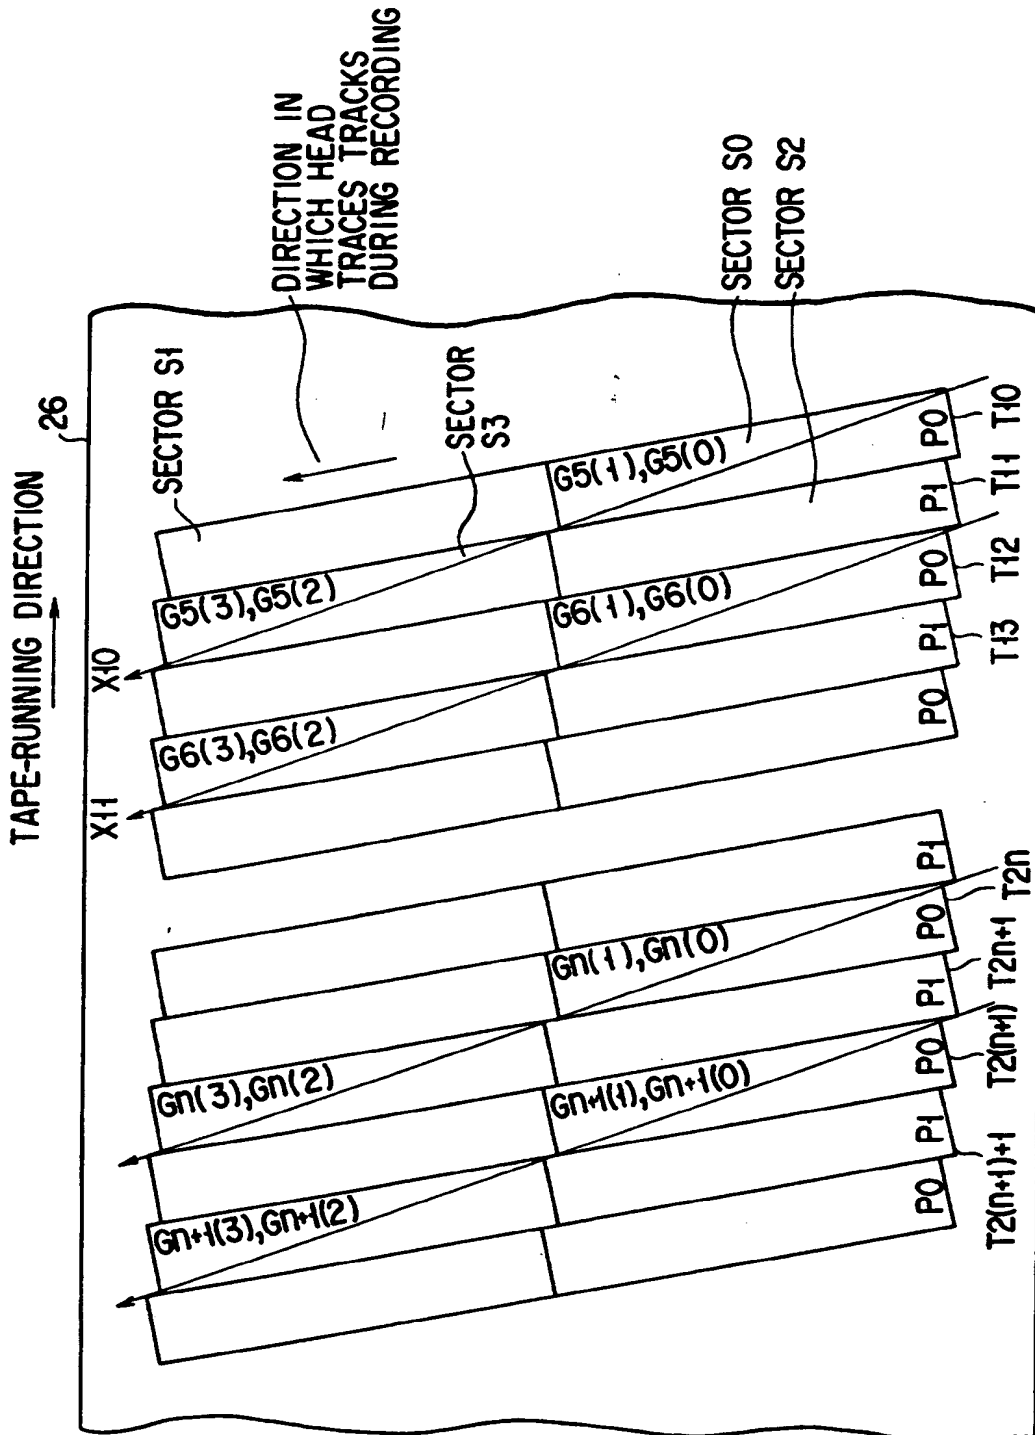 TAPE-RUNNING DIRECTION
26
SECTOR S1
DIRECTION IN
WHICH HEAD
TRACES TRACKS
DURING RECORDING
SECTOR
S3
SECTOR S0
SECTOR S2
X10
X11
G5(3),G5(2)
G5(1),G5(0)
G6(3),G6(2)
G6(1),G6(0)
Gn(3),Gn(2)
Gn(1),Gn(0)
Gn+1(3),Gn+1(2)
Gn+1(1),Gn+1(0)
P0
P1
P0
P1
P0
P1
P0
P1
P0
P1
P0
T10
T11
T12
T13
T2n
T2n+1
T2(n+1)
T2(n+1)+1